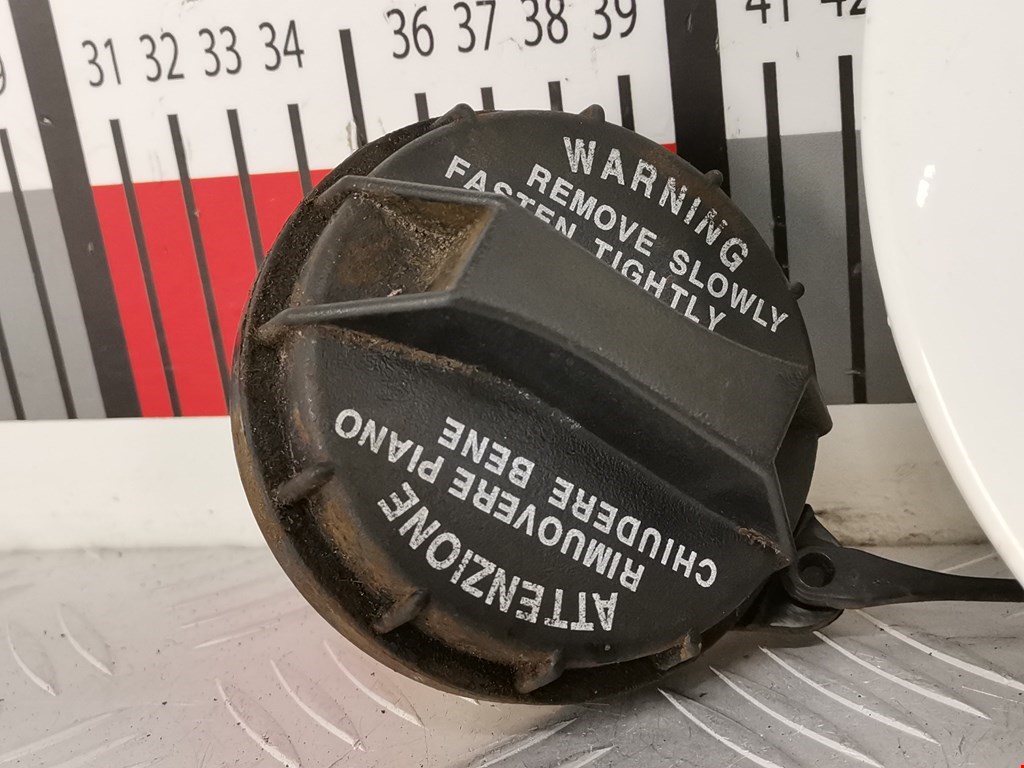 31 32 33 34 36 37 38 39 41 42
WARNING
REMOVE SLOWLY
FASTEN TIGHTLY
ATTENZIONE
RIMUOVERE PIANO
CHIUDERE BENE